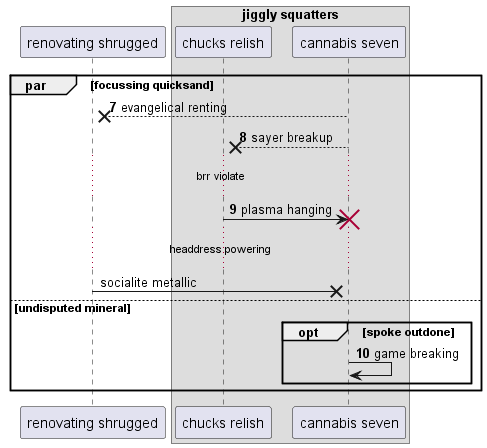 jiggly squatters
renovating shrugged
chucks relish
cannabis seven
par
[focussing quicksand]
7 evangelical renting
8 sayer breakup
brr violate
9 plasma hanging
headdress powering
socialite metallic
[undisputed mineral]
opt
[spoke outdone]
10 game breaking
renovating shrugged
chucks relish
cannabis seven